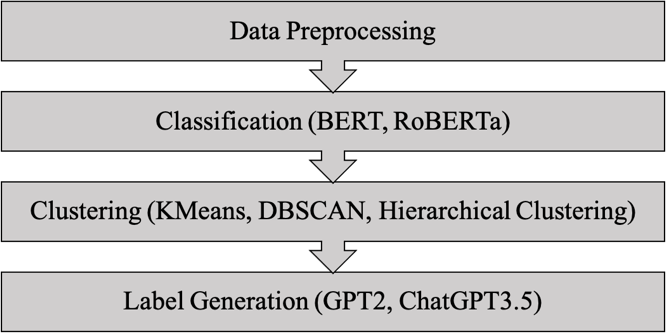 Data Preprocessing
Classification (BERT, RoBERTa)
Clustering (KMeans, DBSCAN, Hierarchical Clustering)
Label Generation (GPT2, ChatGPT3.5)